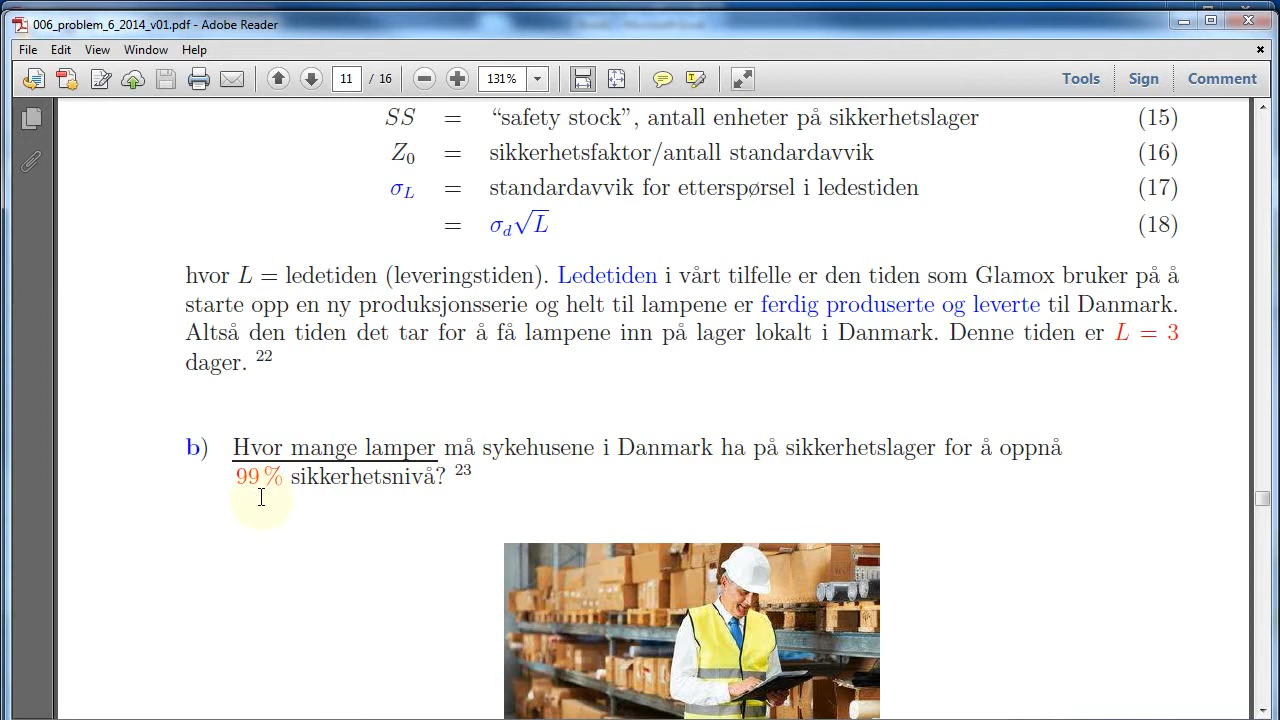 006_problem_6_2014_v01.pdf - Adobe Reader
File Edit View Window Help
11 / 16 131% Tools Sign Comment
SS = “safety stock”, antall enheter på sikkerhetslager (15)
Z₀ = sikkerhetsfaktor/antall standardavvik (16)
σ_L = standardavvik for etterspørsel i ledestiden (17)
= σ_d√L (18)
hvor L = ledetiden (leveringstiden). Ledetiden i vårt tilfelle er den tiden som Glamox bruker på å
starte opp en ny produksjonsserie og helt til lampene er ferdig produserte og leverte til Danmark.
Altså den tiden det tar for å få lampene inn på lager lokalt i Danmark. Denne tiden er L = 3
dager. ²²
b) Hvor mange lamper må sykehusene i Danmark ha på sikkerhetslager for å oppnå
99 % sikkerhetsnivå? ²³